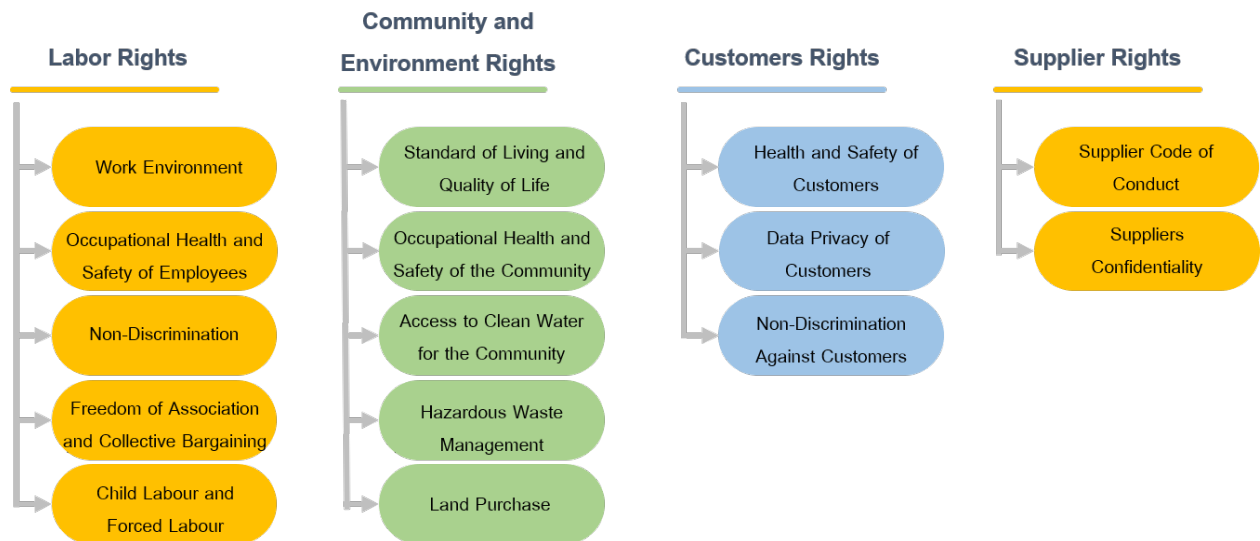 Labor Rights
Work Environment
Occupational Health and
Safety of Employees
Non-Discrimination
Freedom of Association
and Collective Bargaining
Child Labour and
Forced Labour
Community and
Environment Rights
Standard of Living and
Quality of Life
Occupational Health and
Safety of the Community
Access to Clean Water
for the Community
Hazardous Waste
Management
Land Purchase
Customers Rights
Health and Safety of
Customers
Data Privacy of
Customers
Non-Discrimination
Against Customers
Supplier Rights
Supplier Code of
Conduct
Suppliers
Confidentiality